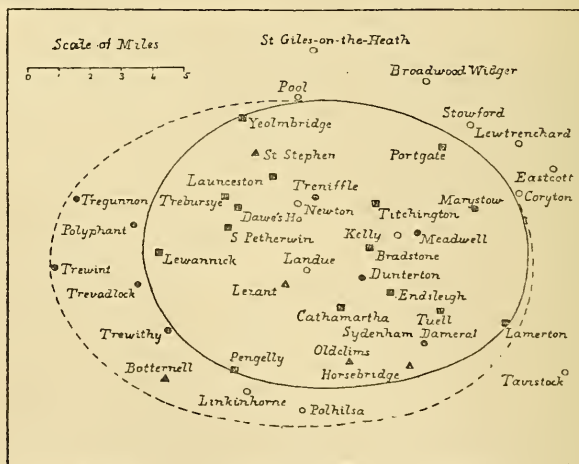 St Giles-on-the-Heath
Scale of Miles
0 1 2 3 4 5
Broadwood Widger
Pool
Stowford
Yeolmbridge
Lewtrenchard
St Stephen
Portgate
Eastcott
Launceston
Treniffle
Tregunnon
Trebursye
Newton
Marystow
Coryton
Dawe's Ho
Titchington
Polyphant
S Petherwin
Kelly
Meadwell
Lewannick
Bradstone
Trewint
Landue
Dunterton
Trevadlock
Lezant
Endsleigh
Cathamartha
Tuell
Trewithy
Sydenham Dameral
Lamerton
Oldclims
Botternell
Pengelly
Horsebridge
Tavistock
Linkinhorne
Polhilsa